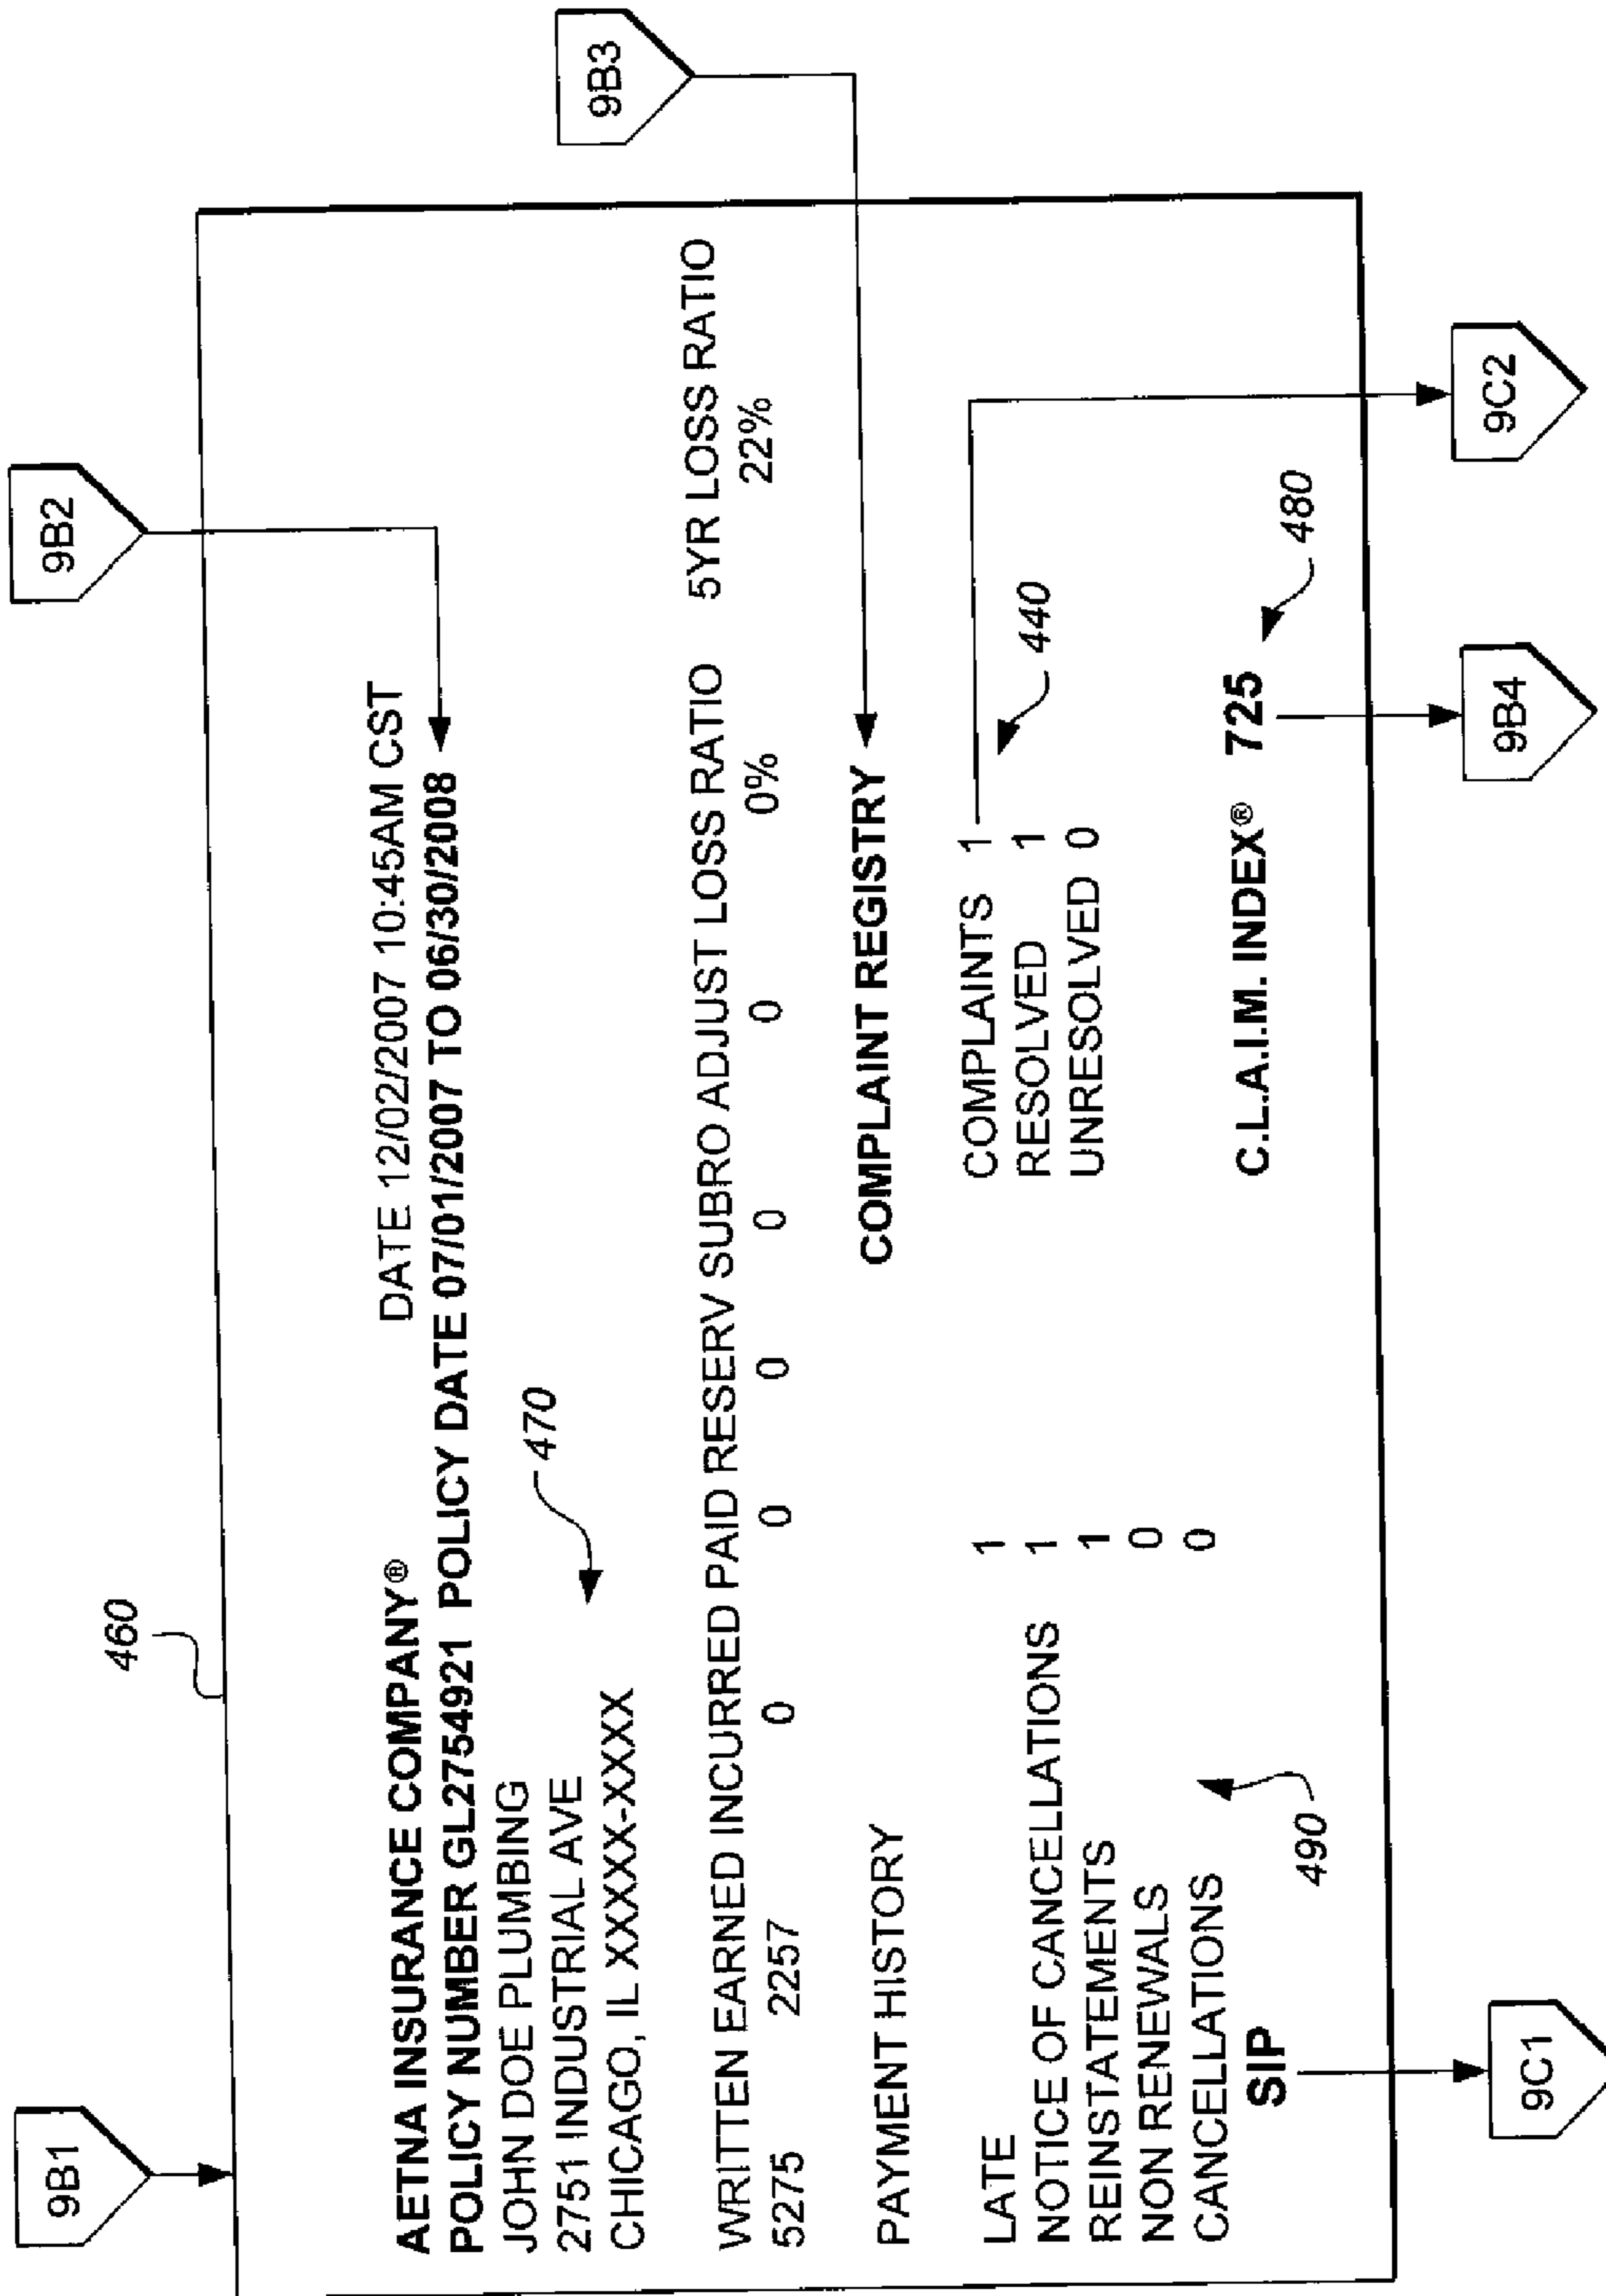 9B1
9B2
9B3
460
AETNA INSURANCE COMPANY® DATE 12/02/2007 10:45AM CST
POLICY NUMBER GL2754921 POLICY DATE 07/01/2007 TO 06/30/2008
JOHN DOE PLUMBING
2751 INDUSTRIAL AVE
470
CHICAGO, IL XXXXX-XXXX
WRITTEN EARNED INCURRED PAID RESERV SUBRO ADJUST LOSS RATIO 5YR LOSS RATIO
5275 2257 0 0 0 0 0 0% 22%
PAYMENT HISTORY COMPLAINT REGISTRY
LATE 1 COMPLAINTS 1
NOTICE OF CANCELLATIONS 1 RESOLVED 1
440
REINSTATEMENTS 1 UNRESOLVED 0
NON RENEWALS 0
CANCELLATIONS 0
SIP C.L.A.I.M. INDEX® 725
480
490
9C1
9B4
9C2